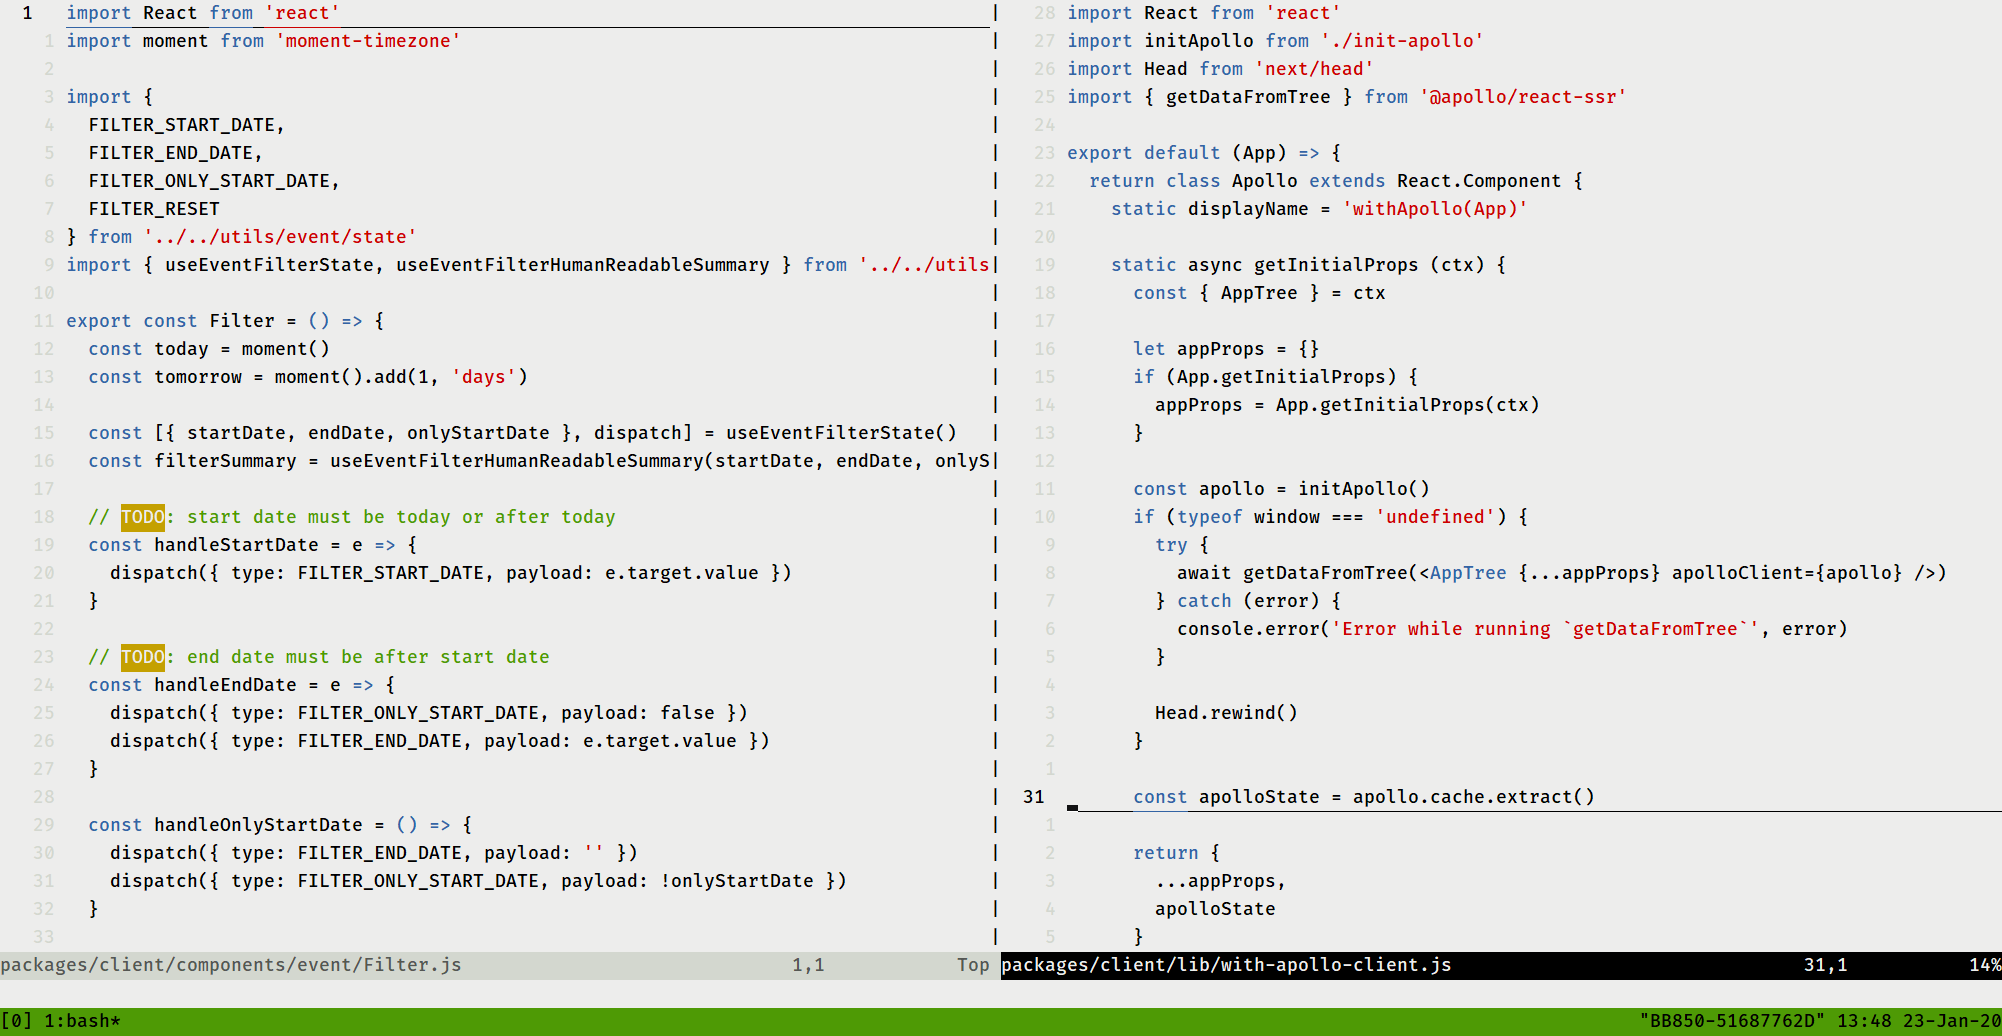 1 import React from 'react'
1 import moment from 'moment-timezone'
2
3 import {
4   FILTER_START_DATE,
5   FILTER_END_DATE,
6   FILTER_ONLY_START_DATE,
7   FILTER_RESET
8 } from '../../utils/event/state'
9 import { useEventFilterState, useEventFilterHumanReadableSummary } from '../../utils
10
11 export const Filter = () => {
12   const today = moment()
13   const tomorrow = moment().add(1, 'days')
14
15   const [{ startDate, endDate, onlyStartDate }, dispatch] = useEventFilterState()
16   const filterSummary = useEventFilterHumanReadableSummary(startDate, endDate, onlyS
17
18   // TODO: start date must be today or after today
19   const handleStartDate = e => {
20     dispatch({ type: FILTER_START_DATE, payload: e.target.value })
21   }
22
23   // TODO: end date must be after start date
24   const handleEndDate = e => {
25     dispatch({ type: FILTER_ONLY_START_DATE, payload: false })
26     dispatch({ type: FILTER_END_DATE, payload: e.target.value })
27   }
28
29   const handleOnlyStartDate = () => {
30     dispatch({ type: FILTER_END_DATE, payload: '' })
31     dispatch({ type: FILTER_ONLY_START_DATE, payload: !onlyStartDate })
32   }
33
packages/client/components/event/Filter.js 1,1 Top
28 import React from 'react'
27 import initApollo from './init-apollo'
26 import Head from 'next/head'
25 import { getDataFromTree } from '@apollo/react-ssr'
24
23 export default (App) => {
22   return class Apollo extends React.Component {
21     static displayName = 'withApollo(App)'
20
19     static async getInitialProps (ctx) {
18       const { AppTree } = ctx
17
16       let appProps = {}
15       if (App.getInitialProps) {
14         appProps = App.getInitialProps(ctx)
13       }
12
11       const apollo = initApollo()
10       if (typeof window === 'undefined') {
9         try {
8           await getDataFromTree(<AppTree {...appProps} apolloClient={apollo} />)
7         } catch (error) {
6           console.error('Error while running `getDataFromTree`', error)
5         }
4
3         Head.rewind()
2       }
1
31       const apolloState = apollo.cache.extract()
1
2       return {
3         ...appProps,
4         apolloState
5       }
packages/client/lib/with-apollo-client.js 31,1 14%
[0] 1:bash* "BB850-51687762D" 13:48 23-Jan-20